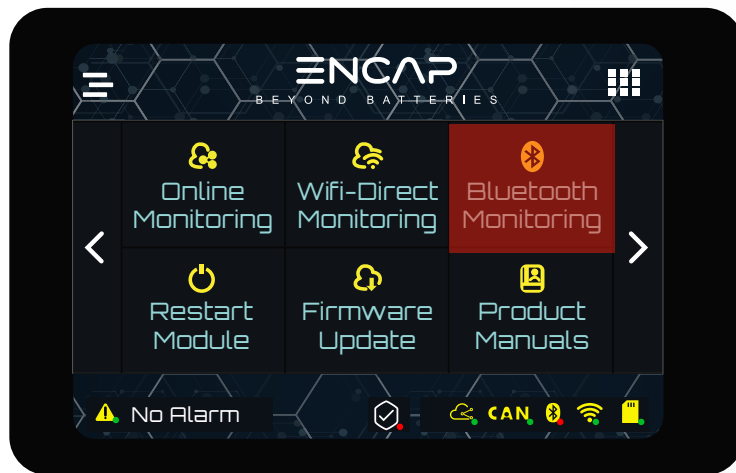 ENCAP
BEYOND BATTERIES
Online
Monitoring
Wifi-Direct
Monitoring
Bluetooth
Monitoring
Restart
Module
Firmware
Update
Product
Manuals
No Alarm
CAN